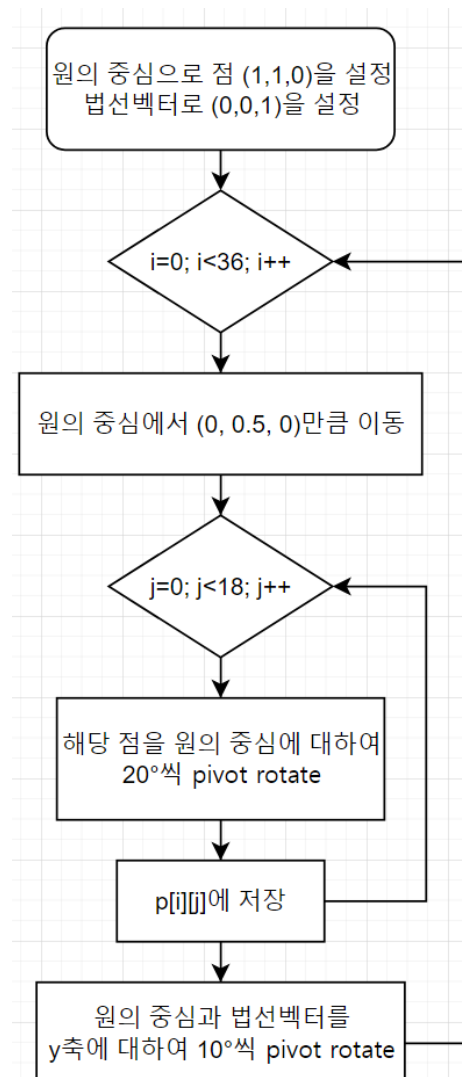 원의 중심으로 점 (1,1,0)을 설정
법선벡터로 (0,0,1)을 설정
i=0; i<36; i++
원의 중심에서 (0, 0.5, 0)만큼 이동
j=0; j<18; j++
해당 점을 원의 중심에 대하여
20°씩 pivot rotate
p[i][j]에 저장
원의 중심과 법선벡터를
y축에 대하여 10°씩 pivot rotate